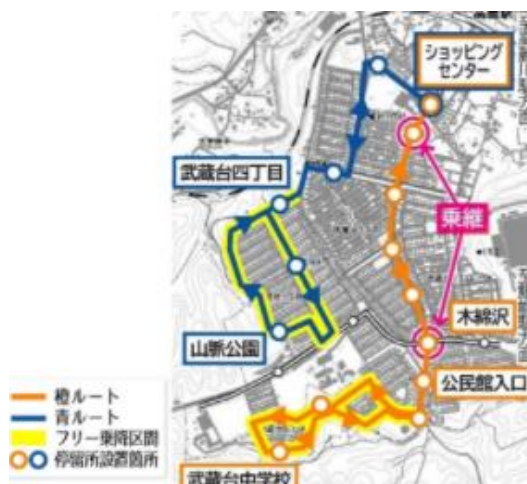 ショッピング
センター
武蔵台四丁目
乗継
木綿沢
山脈公園
公民館入口
橙ルート
青ルート
フリー乗降区間
停留所設置箇所
武蔵台中学校